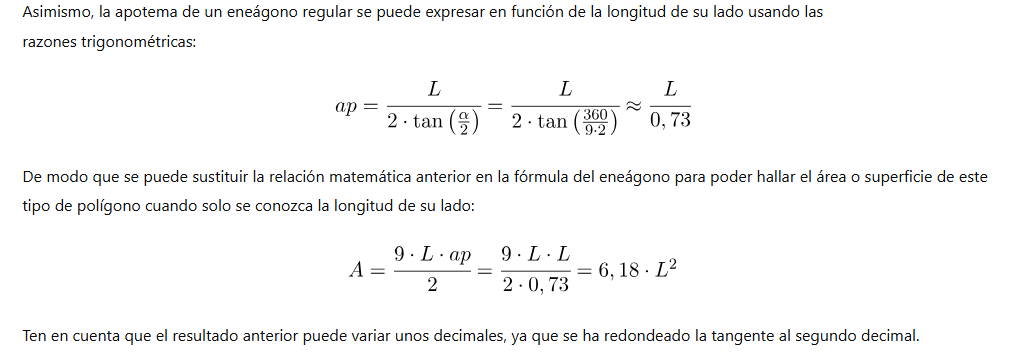 Asimismo, la apotema de un eneágono regular se puede expresar en función de la longitud de su lado usando las
razones trigonométricas:
ap = \frac{L}{2 \cdot \tan\left(\frac{\alpha}{2}\right)} = \frac{L}{2 \cdot \tan\left(\frac{360}{9 \cdot 2}\right)} \approx \frac{L}{0,73}
De modo que se puede sustituir la relación matemática anterior en la fórmula del eneágono para poder hallar el área o superficie de este
tipo de polígono cuando solo se conozca la longitud de su lado:
A = \frac{9 \cdot L \cdot ap}{2} = \frac{9 \cdot L \cdot L}{2 \cdot 0,73} = 6,18 \cdot L^2
Ten en cuenta que el resultado anterior puede variar unos decimales, ya que se ha redondeado la tangente al segundo decimal.